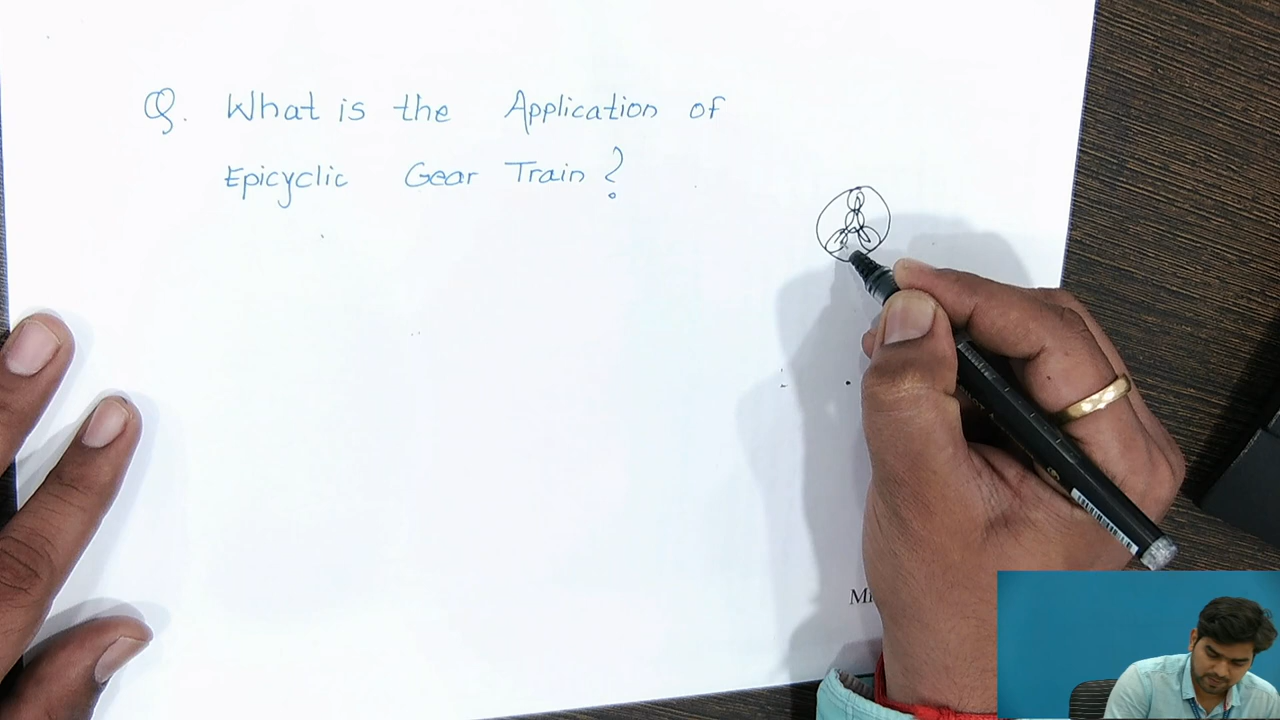 Q. What is the Application of
Epicyclic Gear Train ?